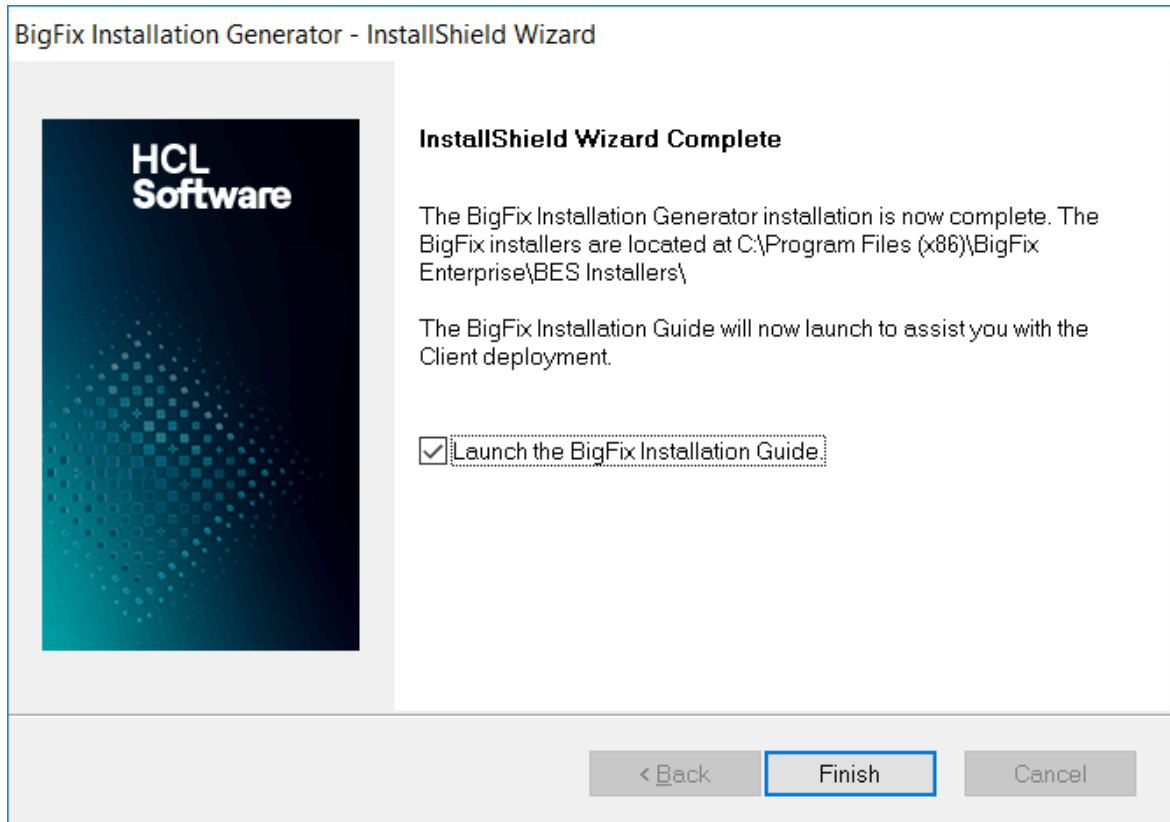 BigFix Installation Generator - InstallShield Wizard
HCL
Software
InstallShield Wizard Complete
The BigFix Installation Generator installation is now complete. The
BigFix installers are located at C:\Program Files (x86)\BigFix
Enterprise\BES Installers\
The BigFix Installation Guide will now launch to assist you with the
Client deployment.
Launch the BigFix Installation Guide.
< Back
Finish
Cancel